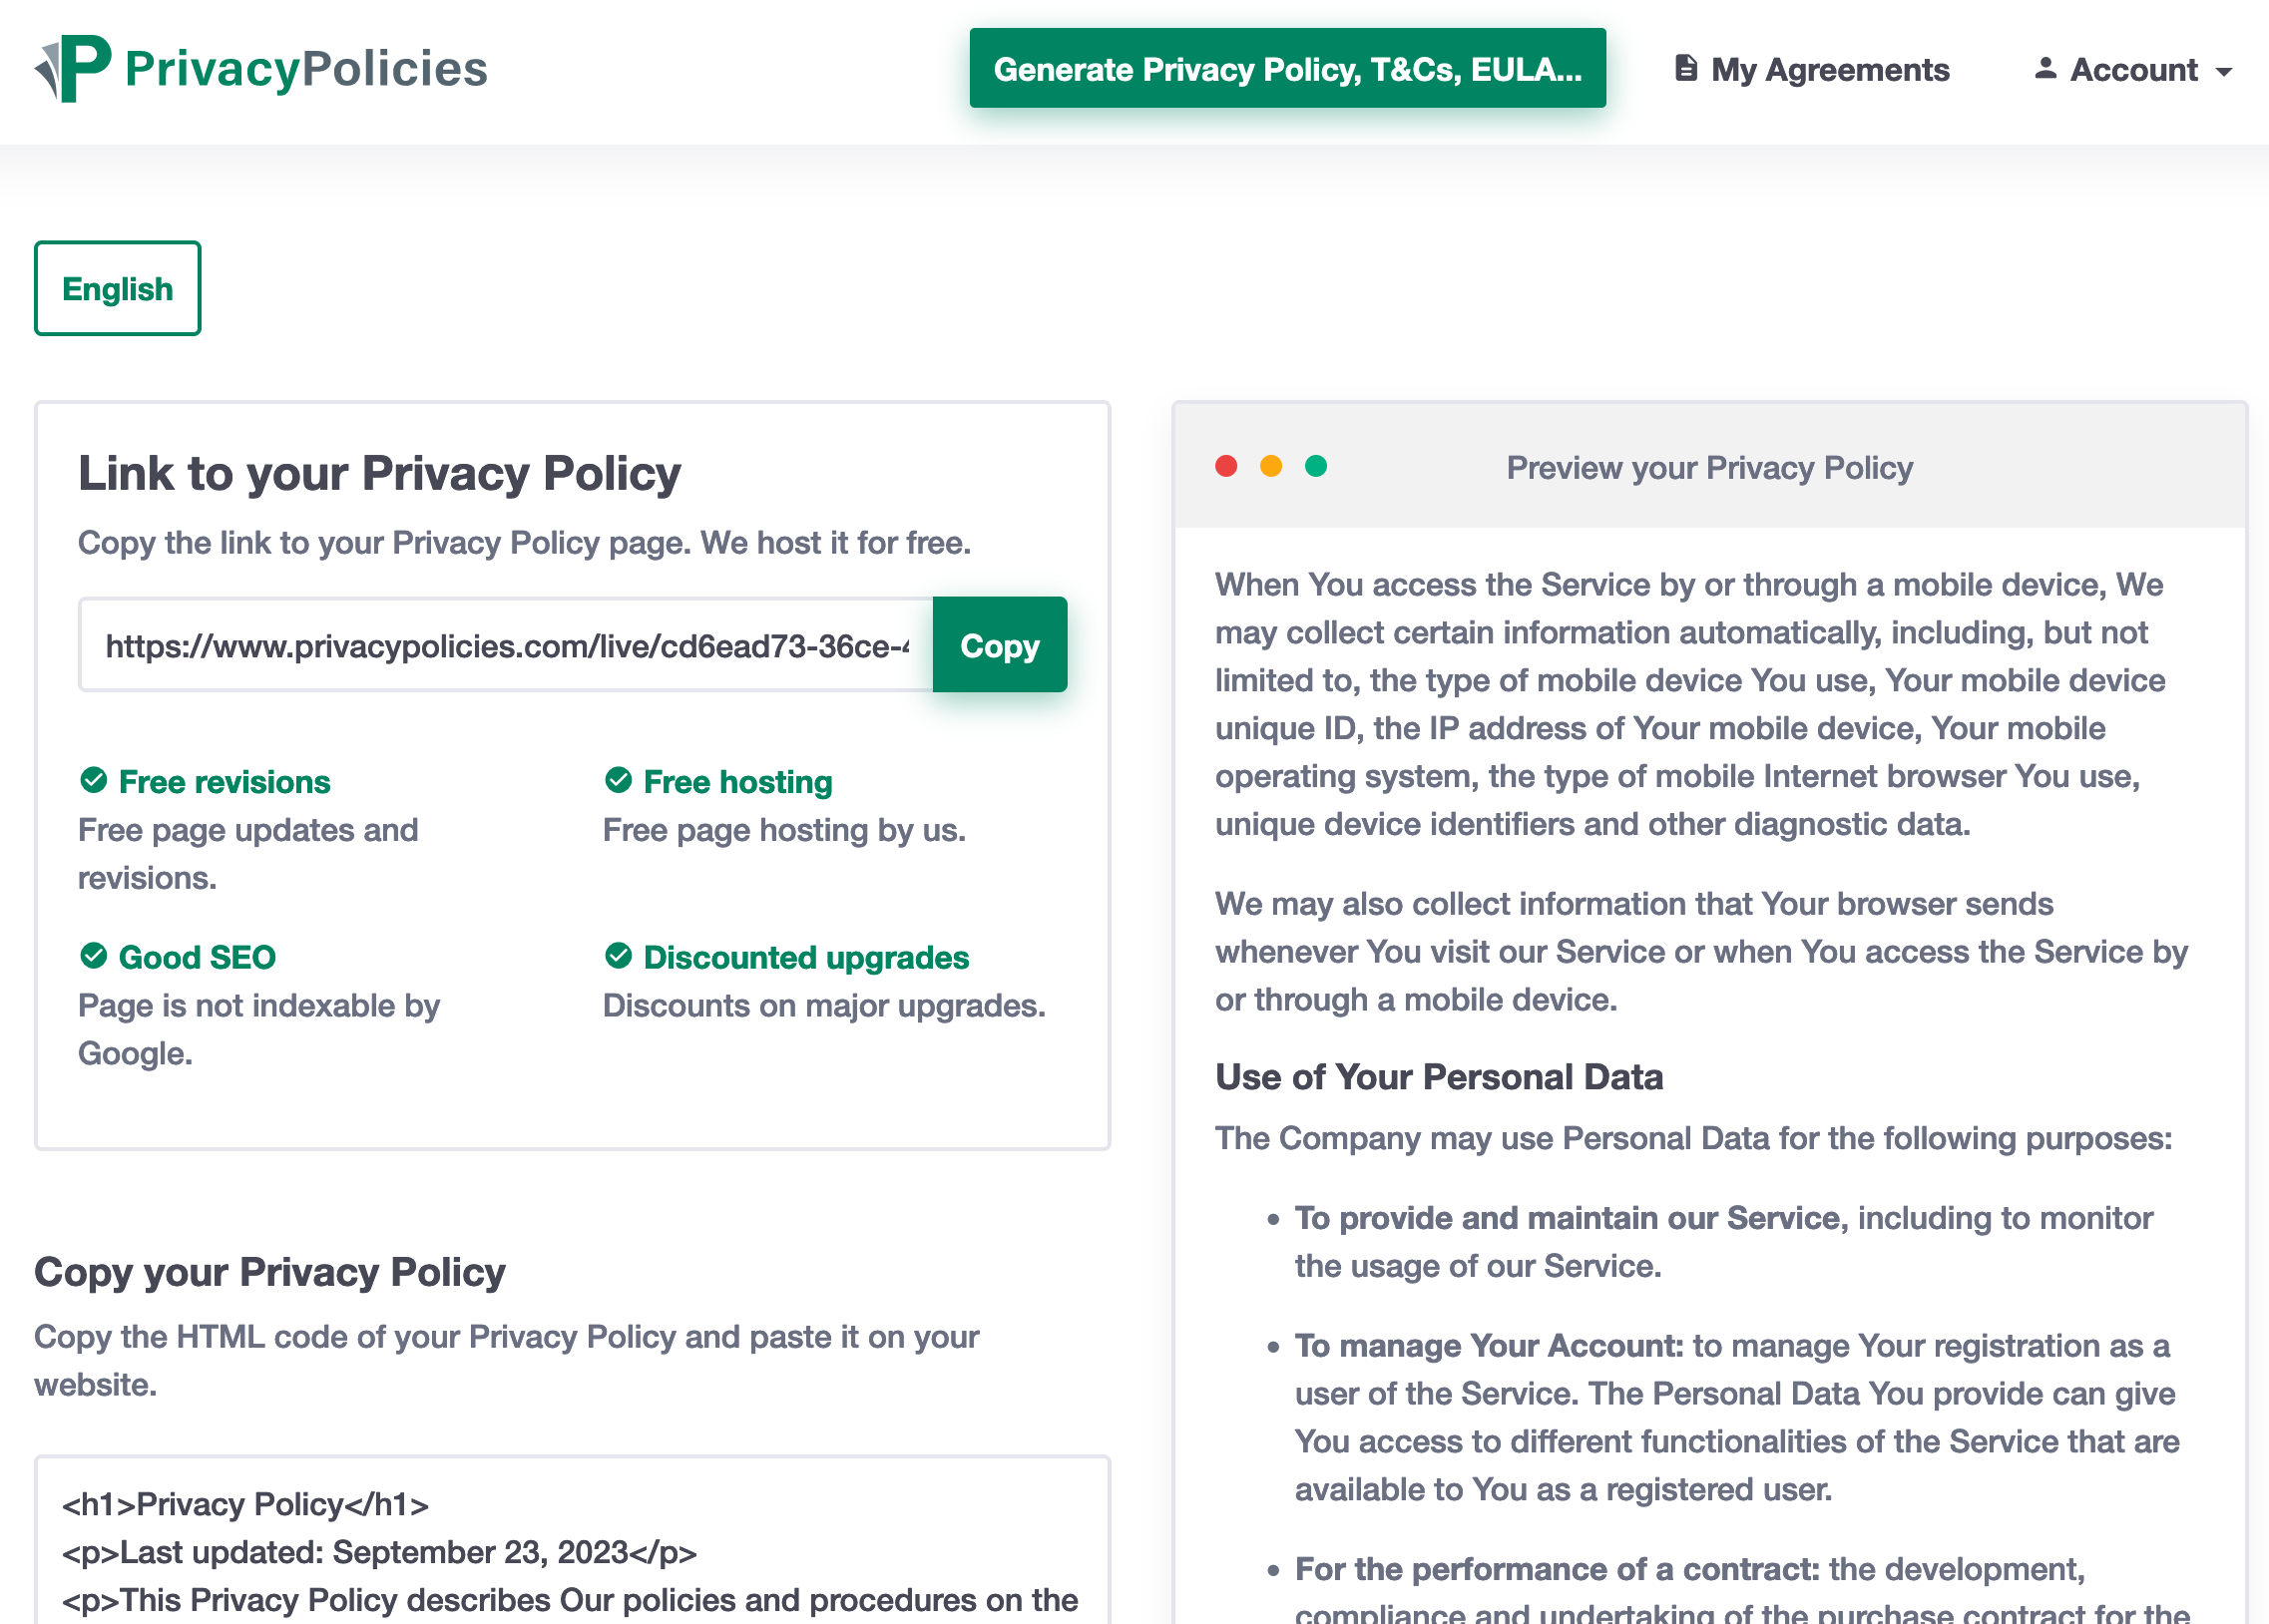 PrivacyPolicies
Generate Privacy Policy, T&Cs, EULA...
My Agreements
Account
English
Link to your Privacy Policy
Copy the link to your Privacy Policy page. We host it for free.
https://www.privacypolicies.com/live/cd6ead73-36ce-
Copy
Free revisions
Free page updates and
revisions.
Free hosting
Free page hosting by us.
Good SEO
Page is not indexable by
Google.
Discounted upgrades
Discounts on major upgrades.
Copy your Privacy Policy
Copy the HTML code of your Privacy Policy and paste it on your
website.
<h1>Privacy Policy</h1>
<p>Last updated: September 23, 2023</p>
<p>This Privacy Policy describes Our policies and procedures on the
Preview your Privacy Policy
When You access the Service by or through a mobile device, We
may collect certain information automatically, including, but not
limited to, the type of mobile device You use, Your mobile device
unique ID, the IP address of Your mobile device, Your mobile
operating system, the type of mobile Internet browser You use,
unique device identifiers and other diagnostic data.
We may also collect information that Your browser sends
whenever You visit our Service or when You access the Service by
or through a mobile device.
Use of Your Personal Data
The Company may use Personal Data for the following purposes:
• To provide and maintain our Service, including to monitor
the usage of our Service.
• To manage Your Account: to manage Your registration as a
user of the Service. The Personal Data You provide can give
You access to different functionalities of the Service that are
available to You as a registered user.
• For the performance of a contract: the development,
compliance and undertaking of the purchase contract for the